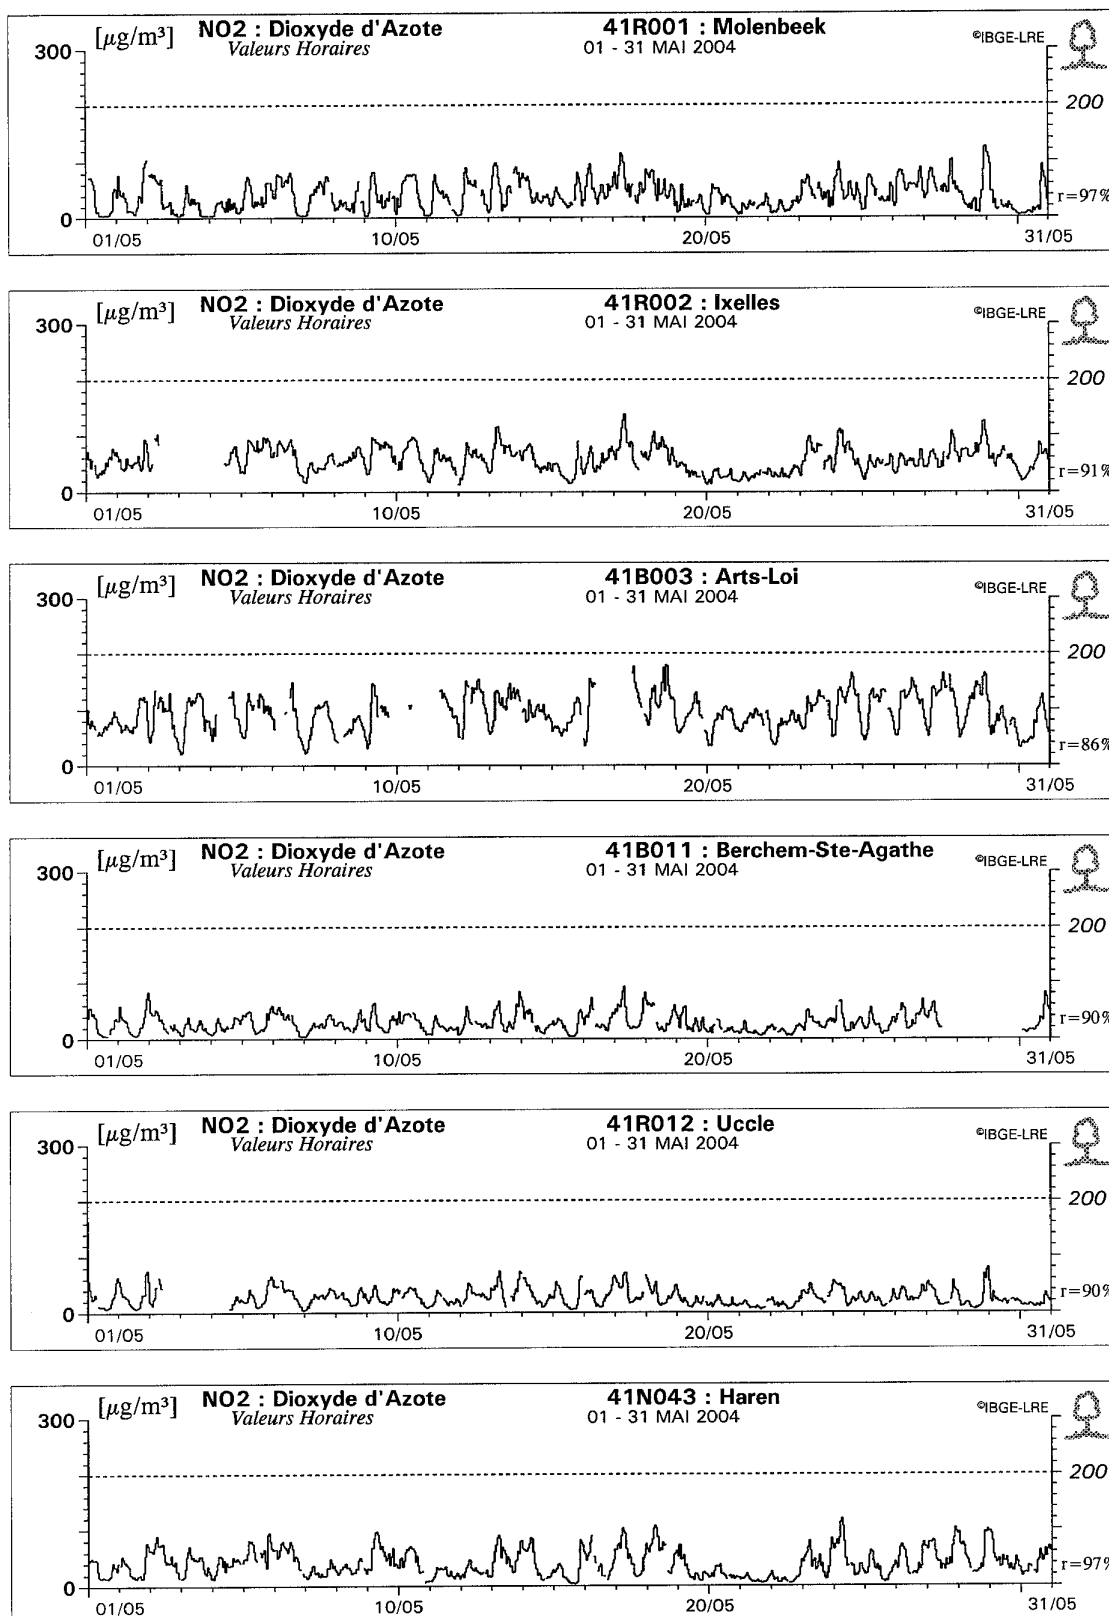 [µg/m³] NO2 : Dioxyde d'Azote 41R001 : Molenbeek ©IBGE-LRE
Valeurs Horaires 01 - 31 MAI 2004
300
200
r=97%
0
01/05 10/05 20/05 31/05
[µg/m³] NO2 : Dioxyde d'Azote 41R002 : Ixelles ©IBGE-LRE
Valeurs Horaires 01 - 31 MAI 2004
300
200
r=91%
0
01/05 10/05 20/05 31/05
[µg/m³] NO2 : Dioxyde d'Azote 41B003 : Arts-Loi ©IBGE-LRE
Valeurs Horaires 01 - 31 MAI 2004
300
200
r=86%
0
01/05 10/05 20/05 31/05
[µg/m³] NO2 : Dioxyde d'Azote 41B011 : Berchem-Ste-Agathe ©IBGE-LRE
Valeurs Horaires 01 - 31 MAI 2004
300
200
r=90%
0
01/05 10/05 20/05 31/05
[µg/m³] NO2 : Dioxyde d'Azote 41R012 : Uccle ©IBGE-LRE
Valeurs Horaires 01 - 31 MAI 2004
300
200
r=90%
0
01/05 10/05 20/05 31/05
[µg/m³] NO2 : Dioxyde d'Azote 41N043 : Haren ©IBGE-LRE
Valeurs Horaires 01 - 31 MAI 2004
300
200
r=97%
0
01/05 10/05 20/05 31/05